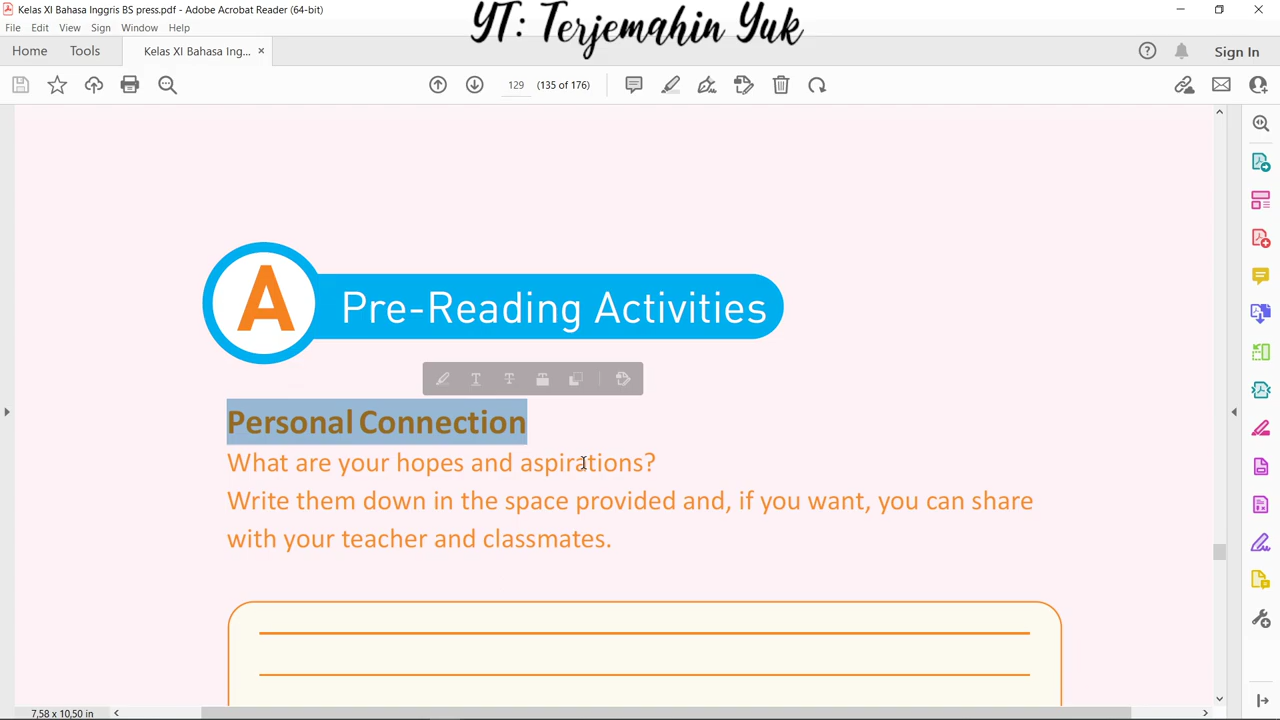 Kelas XI Bahasa Inggris BS press.pdf - Adobe Acrobat Reader (64-bit)
YT: Terjemahin Yuk
File Edit View Sign Window Help
Home Tools Kelas XI Bahasa Ing... × Sign In
129 (135 of 176)
A Pre-Reading Activities
Personal Connection
What are your hopes and aspirations?
Write them down in the space provided and, if you want, you can share
with your teacher and classmates.
7,58 x 10,50 in